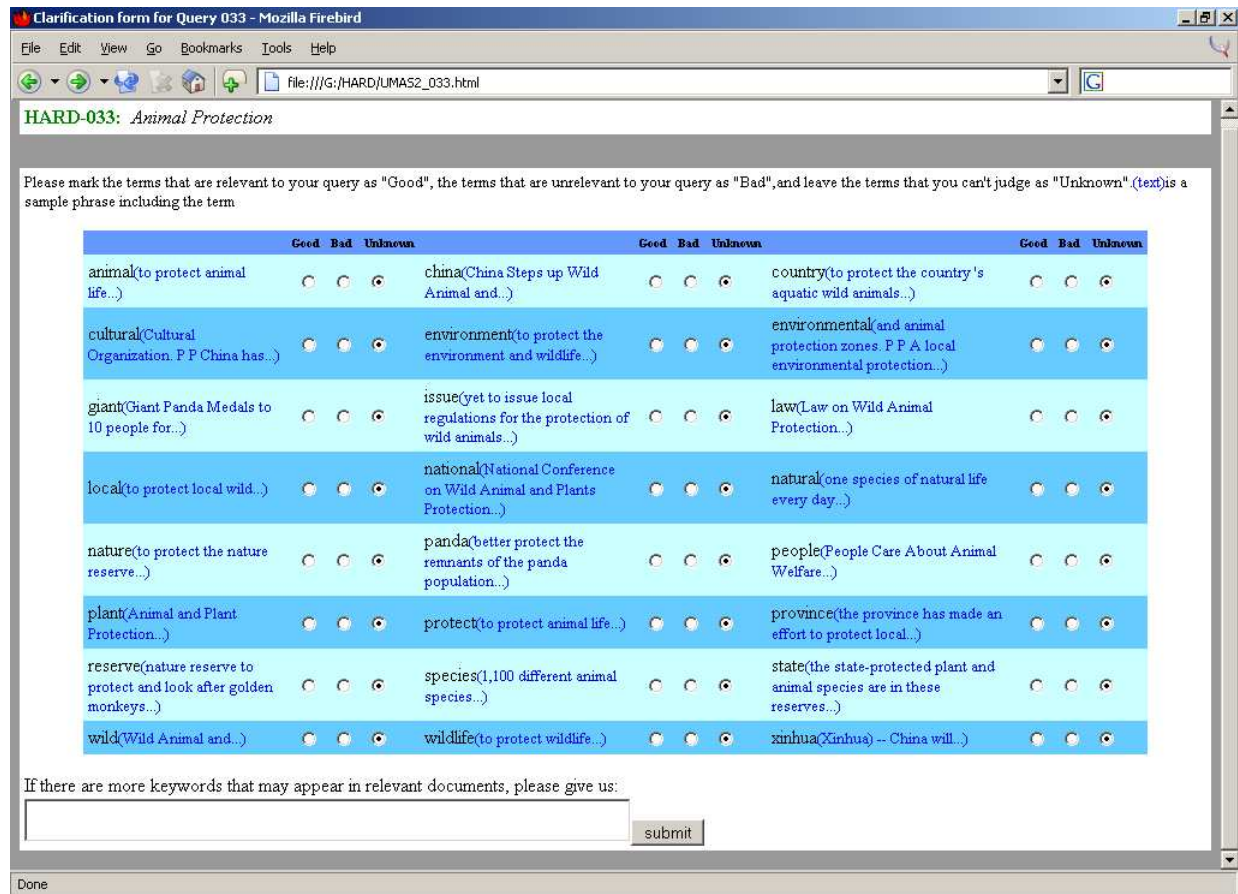 Clarification form for Query 033 - Mozilla Firebird
File Edit View Go Bookmarks Tools Help
file:///G:/HARD/UMAS2_033.html
G
HARD-033: Animal Protection
Please mark the terms that are relevant to your query as "Good", the terms that are unrelevant to your query as "Bad",and leave the terms that you can't judge as "Unknown".(text)is a
sample phrase including the term
Good Bad Unknown Good Bad Unknown Good Bad Unknown
animal(to protect animal
life...)
china(China Steps up Wild
Animal and...)
country(to protect the country 's
aquatic wild animals...)
cultural(Cultural
Organization. P P China has...)
environment(to protect the
environment and wildlife...)
environmental(and animal
protection zones. P P A local
environmental protection...)
giant(Giant Panda Medals to
10 people for...)
issue(yet to issue local
regulations for the protection of
wild animals...)
law(Law on Wild Animal
Protection...)
local(to protect local wild...)
national(National Conference
on Wild Animal and Plants
Protection...)
natural(one species of natural life
every day...)
nature(to protect the nature
reserve...)
panda(better protect the
remnants of the panda
population...)
people(People Care About Animal
Welfare...)
plant(Animal and Plant
Protection...)
protect(to protect animal life...)
province(the province has made an
effort to protect local...)
reserve(nature reserve to
protect and look after golden
monkeys...)
species(1,100 different animal
species...)
state(the state-protected plant and
animal species are in these
reserves...)
wild(Wild Animal and...)
wildlife(to protect wildlife...)
xinhua(Xinhua) -- China will...)
If there are more keywords that may appear in relevant documents, please give us:
submit
Done